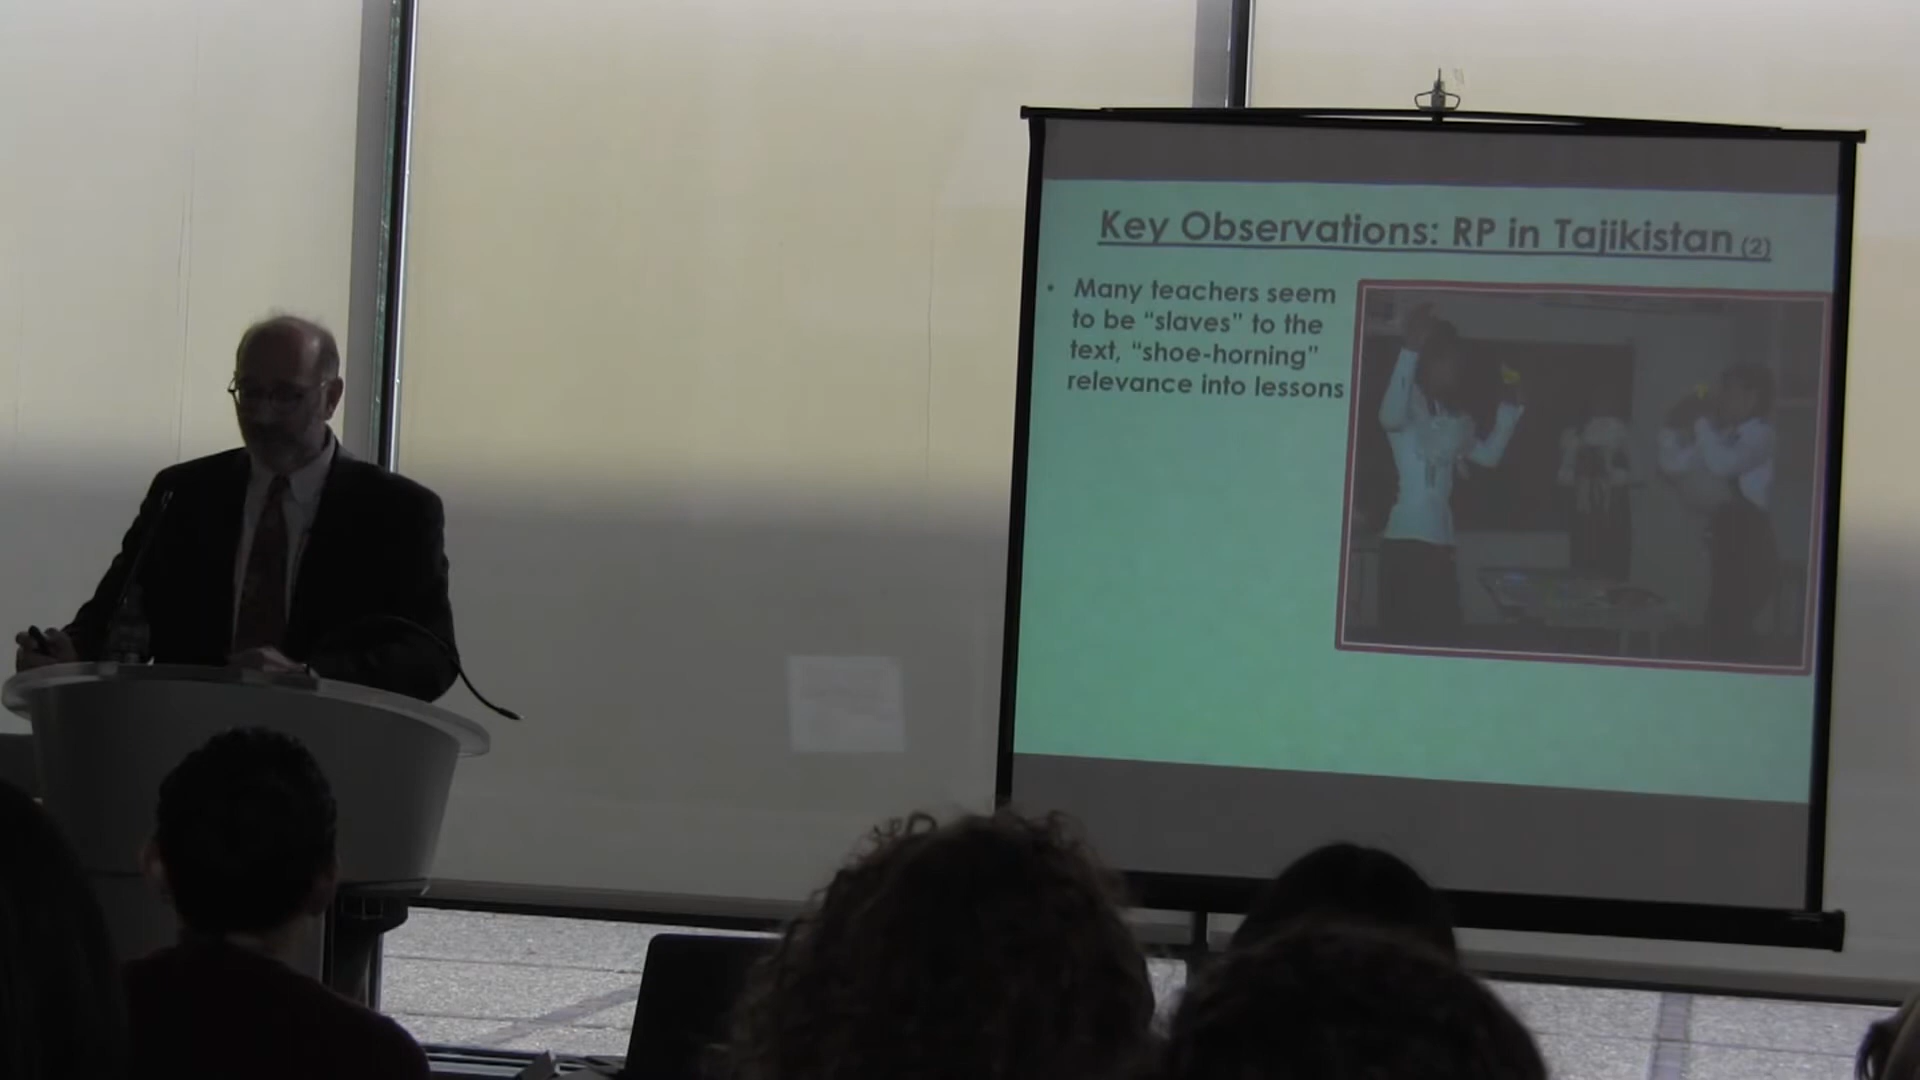 Key Observations: RP in Tajikistan (2)
• Many teachers seem
to be “slaves” to the
text, “shoe-horning”
relevance into lessons